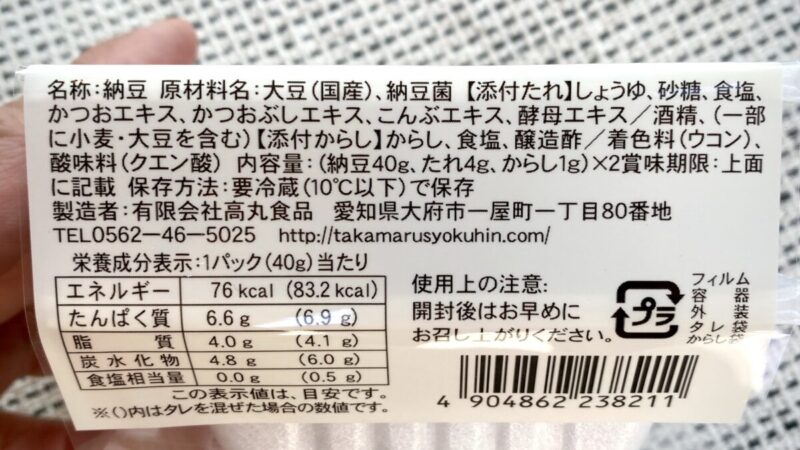 名称：納豆 原材料名：大豆（国産）、納豆菌 【添付たれ】しょうゆ、砂糖、食塩、
かつおエキス、かつおぶしエキス、こんぶエキス、酵母エキス／酒精、（一部
に小麦・大豆を含む）【添付からし】からし、食塩、醸造酢／着色料（ウコン）、
酸味料（クエン酸） 内容量：（納豆40g、たれ4g、からし1g）×2賞味期限：上面
に記載 保存方法：要冷蔵（10℃以下）で保存
製造者：有限会社高丸食品 愛知県大府市一屋町一丁目80番地
TEL0562-46-5025 http://takamarusyokuhin.com/
栄養成分表示：1パック（40g）当たり
エネルギー 76 kcal (83.2 kcal)
たんぱく質 6.6 g (6.9 g)
脂質 4.0 g (4.1 g)
炭水化物 4.8 g (6.0 g)
食塩相当量 0.0 g (0.5 g)
この表示値は、目安です。
※()内はタレを混ぜた場合の数値です。
使用上の注意：
開封後はお早めに
お召し上がりください。
プラ
フィルム
容器
外装
タレ袋
からし袋
4 904862 238211